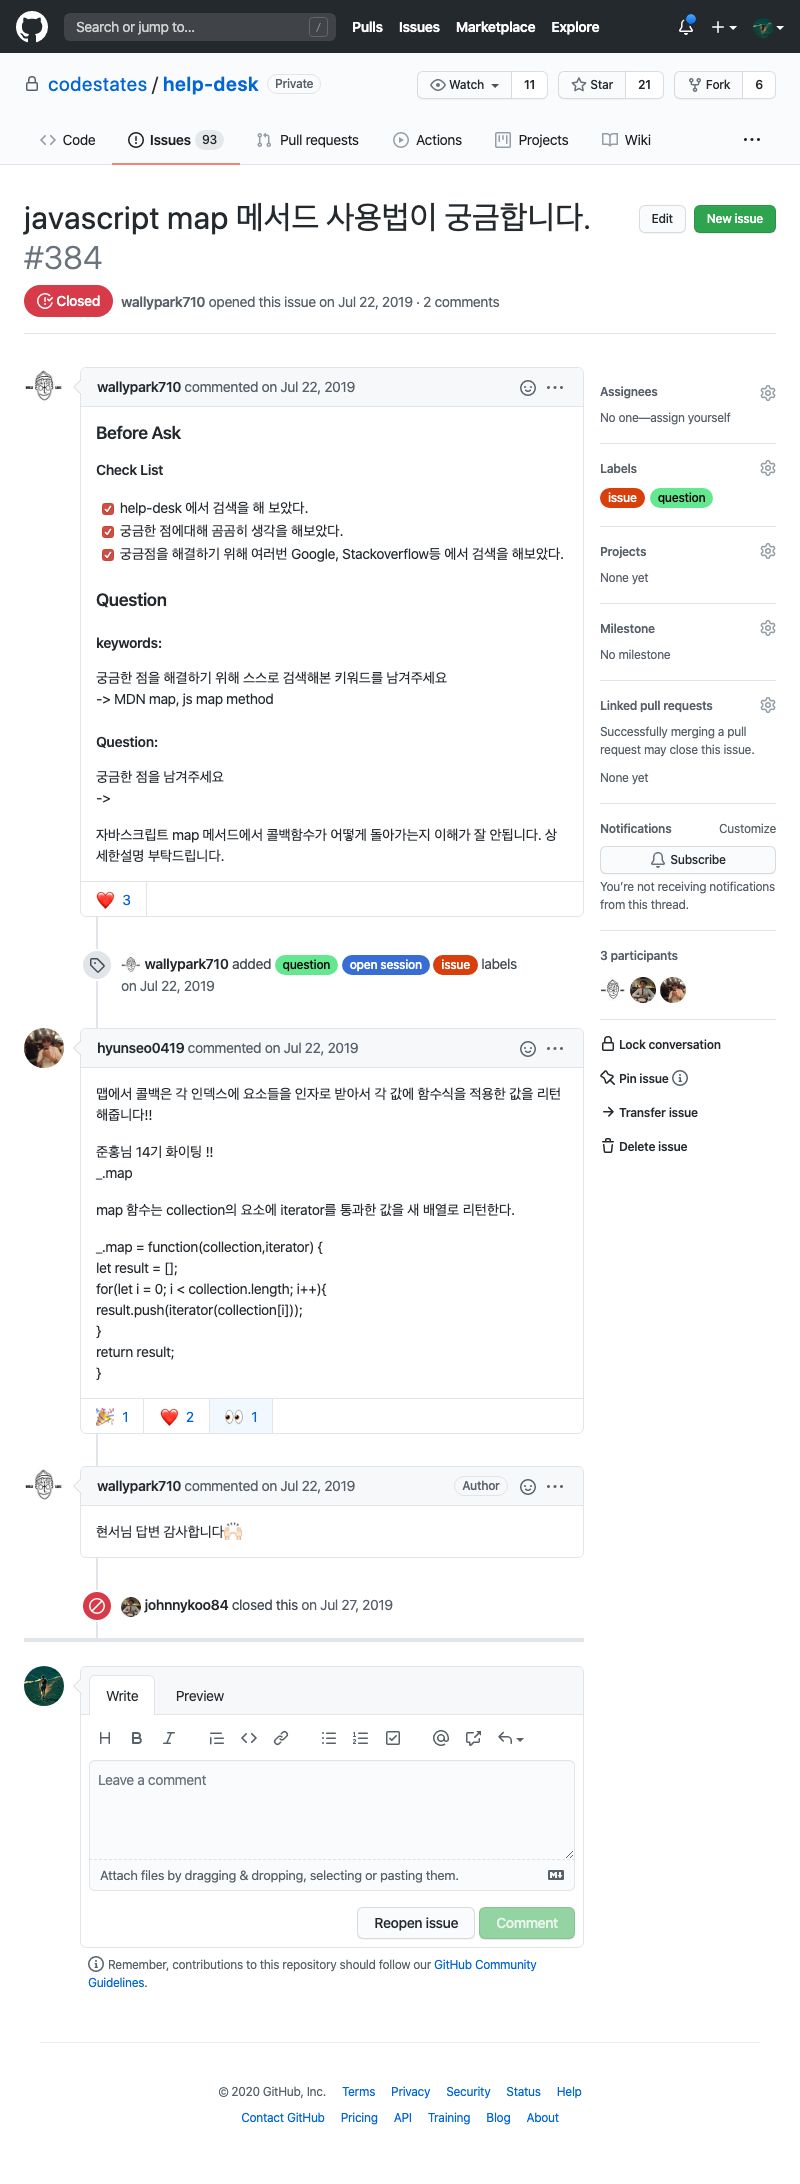 Search or jump to... /
Pulls Issues Marketplace Explore
codestates / help-desk Private
Watch 11 Star 21 Fork 6
Code Issues 93 Pull requests Actions Projects Wiki ...
javascript map 메서드 사용법이 궁금합니다.
#384
Edit New issue
Closed wallypark710 opened this issue on Jul 22, 2019 · 2 comments
wallypark710 commented on Jul 22, 2019
Before Ask
Check List
help-desk 에서 검색을 해 보았다.
궁금한 점에대해 곰곰히 생각을 해보았다.
궁금점을 해결하기 위해 여러번 Google, Stackoverflow등 에서 검색을 해보았다.
Question
keywords:
궁금한 점을 해결하기 위해 스스로 검색해본 키워드를 남겨주세요
-> MDN map, js map method
Question:
궁금한 점을 남겨주세요
->
자바스크립트 map 메서드에서 콜백함수가 어떻게 돌아가는지 이해가 잘 안됩니다. 상
세한설명 부탁드립니다.
3
wallypark710 added question open session issue labels
on Jul 22, 2019
hyunseo0419 commented on Jul 22, 2019
맵에서 콜백은 각 인덱스에 요소들을 인자로 받아서 각 값에 함수식을 적용한 값을 리턴
해줍니다!!
준홍님 14기 화이팅 !!
_.map
map 함수는 collection의 요소에 iterator를 통과한 값을 새 배열로 리턴한다.
_.map = function(collection,iterator) {
let result = [];
for(let i = 0; i < collection.length; i++){
result.push(iterator(collection[i]));
}
return result;
}
1 2 1
wallypark710 commented on Jul 22, 2019 Author
현서님 답변 감사합니다
johnnykoo84 closed this on Jul 27, 2019
Write Preview
H B I
Leave a comment
Attach files by dragging & dropping, selecting or pasting them.
Reopen issue Comment
Remember, contributions to this repository should follow our GitHub Community
Guidelines.
Assignees
No one—assign yourself
Labels
issue question
Projects
None yet
Milestone
No milestone
Linked pull requests
Successfully merging a pull
request may close this issue.
None yet
Notifications Customize
Subscribe
You're not receiving notifications
from this thread.
3 participants
Lock conversation
Pin issue
Transfer issue
Delete issue
© 2020 GitHub, Inc. Terms Privacy Security Status Help
Contact GitHub Pricing API Training Blog About